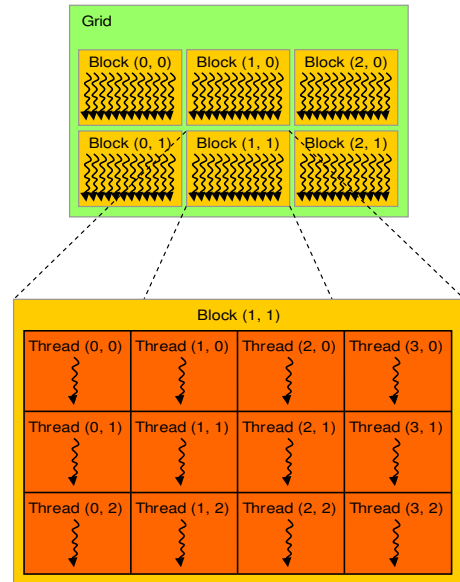 Grid
Block (0, 0) Block (1, 0) Block (2, 0)
Block (0, 1) Block (1, 1) Block (2, 1)
Block (1, 1)
Thread (0, 0) Thread (1, 0) Thread (2, 0) Thread (3, 0)
Thread (0, 1) Thread (1, 1) Thread (2, 1) Thread (3, 1)
Thread (0, 2) Thread (1, 2) Thread (2, 2) Thread (3, 2)